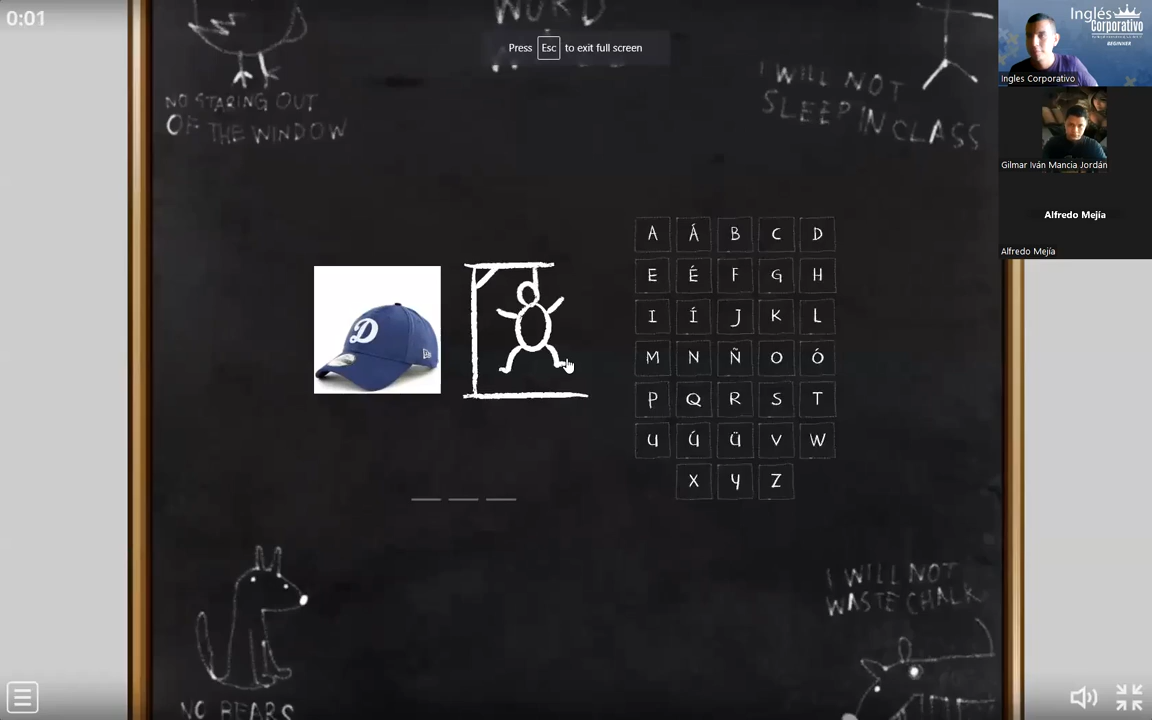 0:01
WORD
Press Esc to exit full screen
NO STARING OUT
OF THE WINDOW
I WILL NOT
SLEEP IN CLASS
Inglés
Corporativo
BEGINNER
Ingles Corporativo
Gilmar Iván Mancia Jordán
Alfredo Mejía
Alfredo Mejía
D
A Á B C D
E É F G H
I Í J K L
M N Ñ O Ó
P Q R S T
U Ú Ü V W
X Y Z
I WILL NOT
WASTE CHALK
NO BEARS